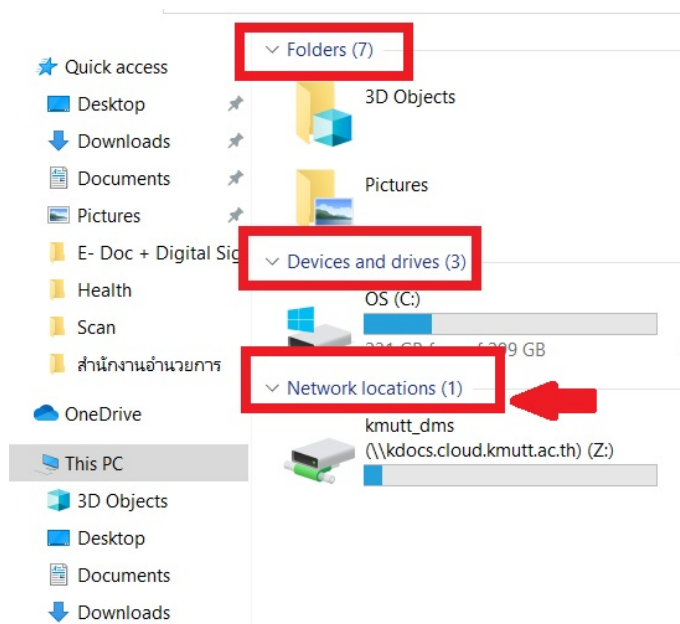 Quick access
Desktop
Downloads
Documents
Pictures
E- Doc + Digital Sig
Health
Scan
สำนักงานอำนวยการ
OneDrive
This PC
3D Objects
Desktop
Documents
Downloads
Folders (7)
3D Objects
Pictures
Devices and drives (3)
OS (C:)
GB
Network locations (1)
kmutt_dms
(\\kdocs.cloud.kmutt.ac.th) (Z:)